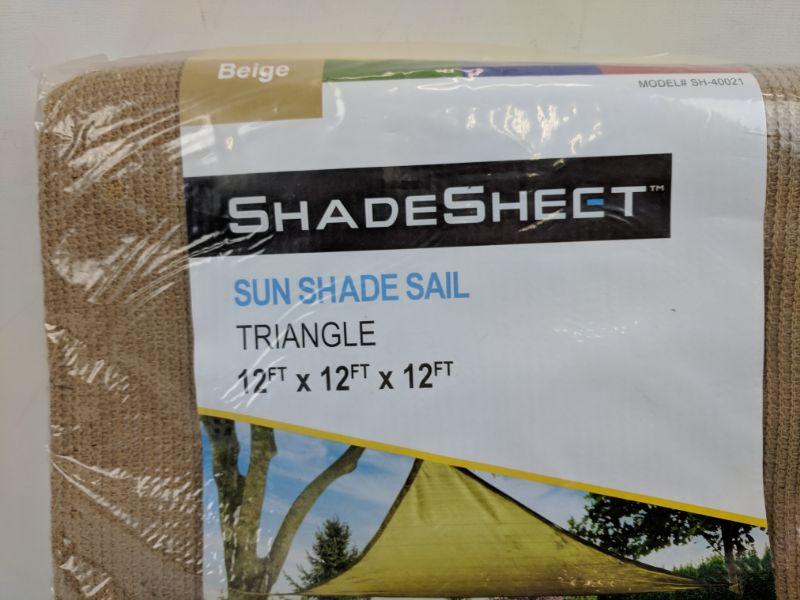 Beige
MODEL# SH-40021
SHADESHEET™
SUN SHADE SAIL
TRIANGLE
12FT x 12FT x 12FT